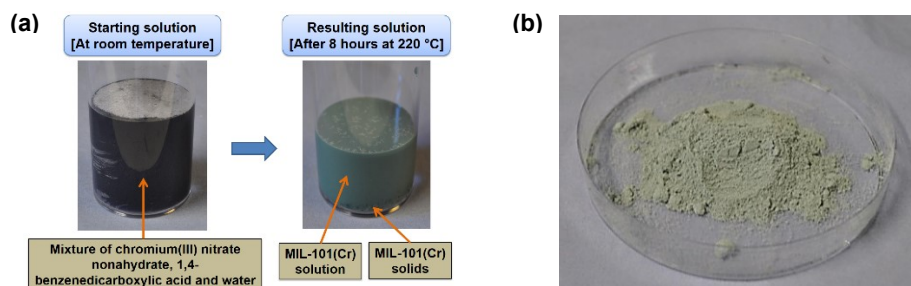 (a)
Starting solution
[At room temperature]
Resulting solution
[After 8 hours at 220 °C]
Mixture of chromium(III) nitrate
nonahydrate, 1,4-
benzenedicarboxylic acid and water
MIL-101(Cr)
solution
MIL-101(Cr)
solids
(b)